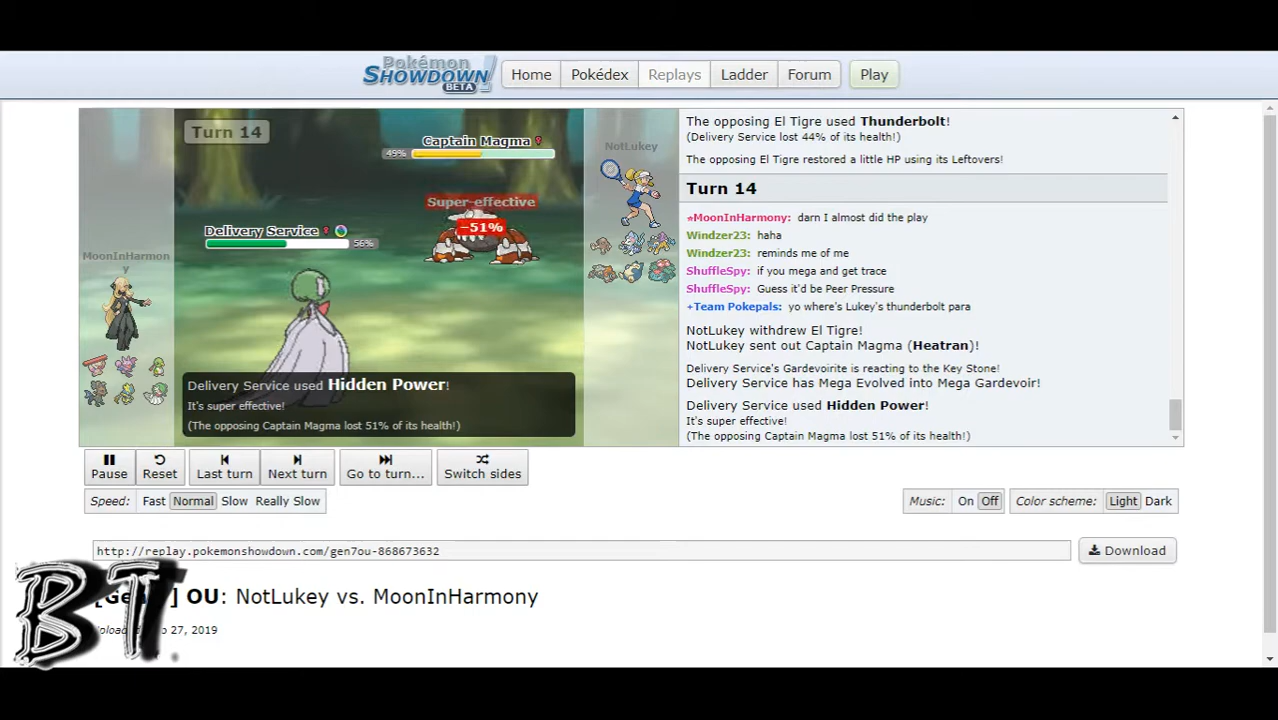 Pokémon
SHOWDOWN!
BETA
Home
Pokédex
Replays
Ladder
Forum
Play
Turn 14
Captain Magma
49%
Super-effective
−51%
Delivery Service
56%
MoonInHarmon
y
NotLukey
Delivery Service used Hidden Power!
It's super effective!
(The opposing Captain Magma lost 51% of its health!)
The opposing El Tigre used Thunderbolt!
(Delivery Service lost 44% of its health!)
The opposing El Tigre restored a little HP using its Leftovers!
Turn 14
★MoonInHarmony: darn I almost did the play
Windzer23: haha
Windzer23: reminds me of me
ShuffleSpy: if you mega and get trace
ShuffleSpy: Guess it'd be Peer Pressure
+Team Pokepals: yo where's Lukey's thunderbolt para
NotLukey withdrew El Tigre!
NotLukey sent out Captain Magma (Heatran)!
Delivery Service's Gardevoirite is reacting to the Key Stone!
Delivery Service has Mega Evolved into Mega Gardevoir!
Delivery Service used Hidden Power!
It's super effective!
(The opposing Captain Magma lost 51% of its health!)
Pause
Reset
Last turn
Next turn
Go to turn...
Switch sides
Speed: Fast Normal Slow Really Slow
Music: On Off
Color scheme: Light Dark
http://replay.pokemonshowdown.com/gen7ou-868673632
Download
OU: NotLukey vs. MoonInHarmony
27, 2019
BT.